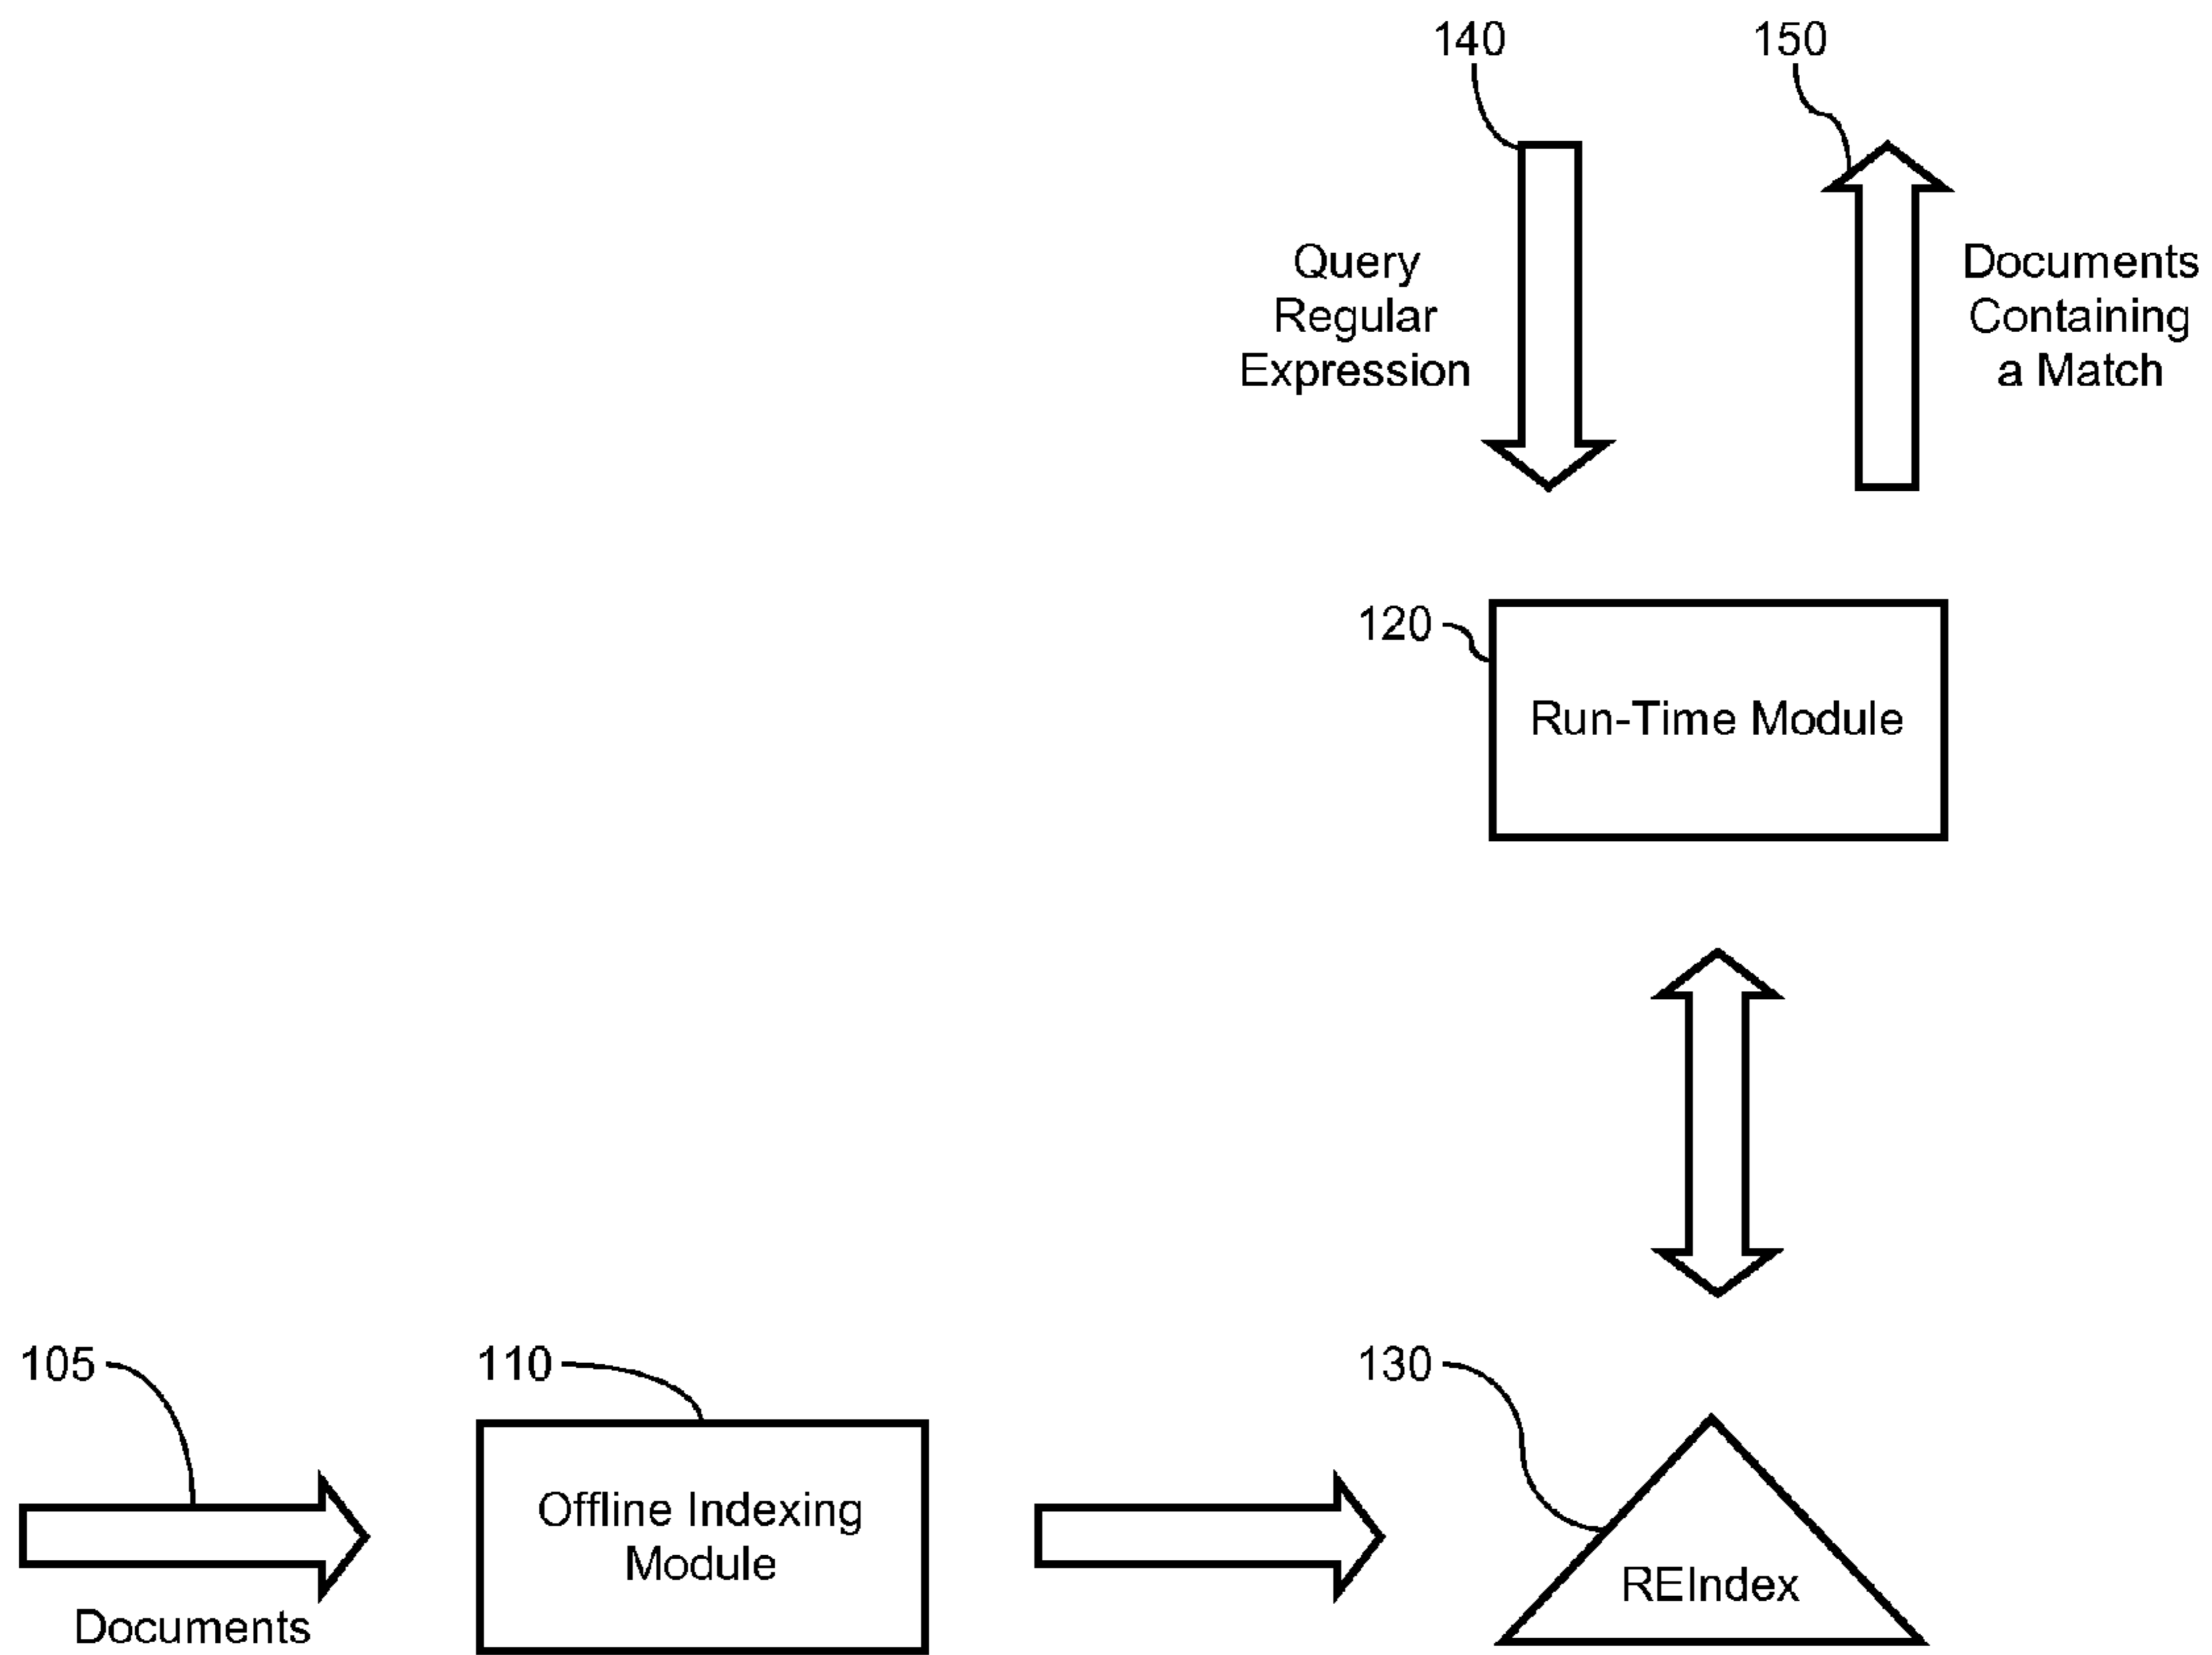 140
150
Query
Regular
Expression
Documents
Containing
a Match
120
Run-Time Module
105
110
130
Offline Indexing
Module
REIndex
Documents